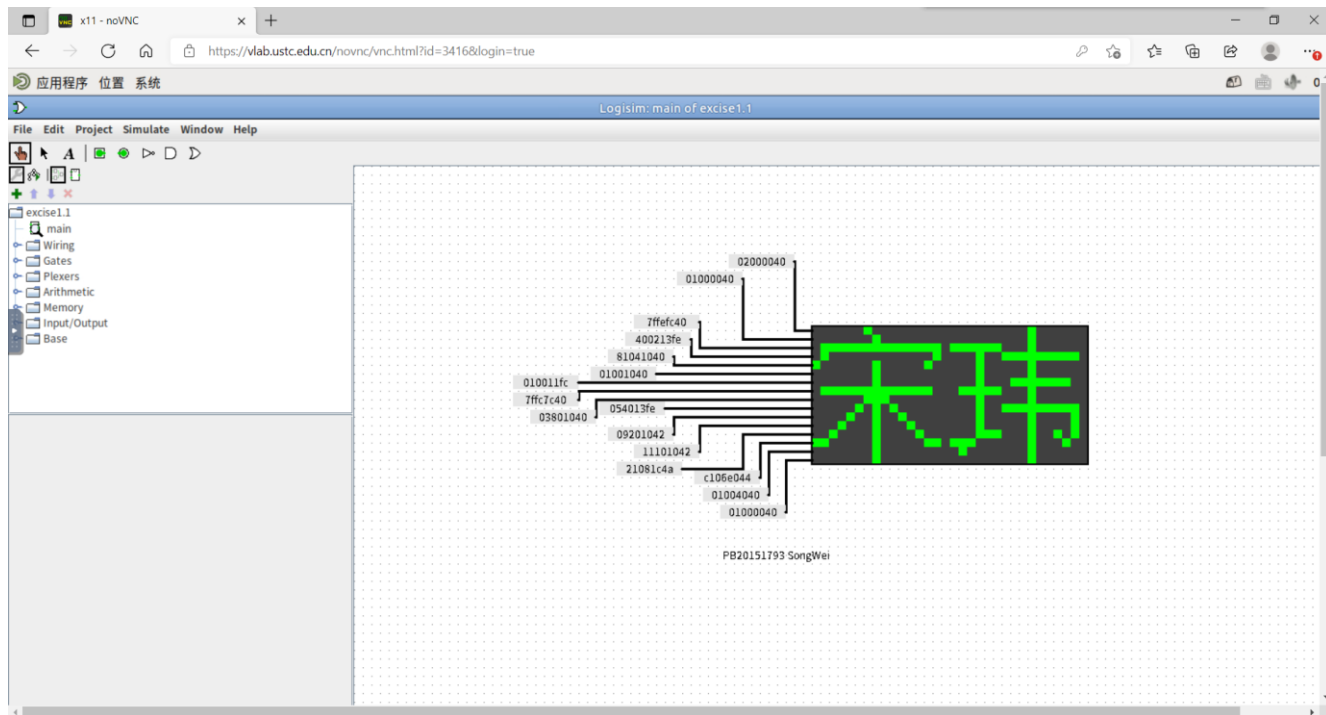 x11 - noVNC
https://vlab.ustc.edu.cn/novnc/vnc.html?id=3416&login=true
应用程序 位置 系统
Logisim: main of excise1.1
File Edit Project Simulate Window Help
A
excise1.1
main
Wiring
Gates
Plexers
Arithmetic
Memory
Input/Output
Base
02000040
01000040
7ffefc40
400213fe
81041040
01001040
010011fc
7ffc7c40
03801040
054013fe
09201042
11101042
21081c4a
c106e044
01004040
01000040
宋玮
PB20151793 SongWei